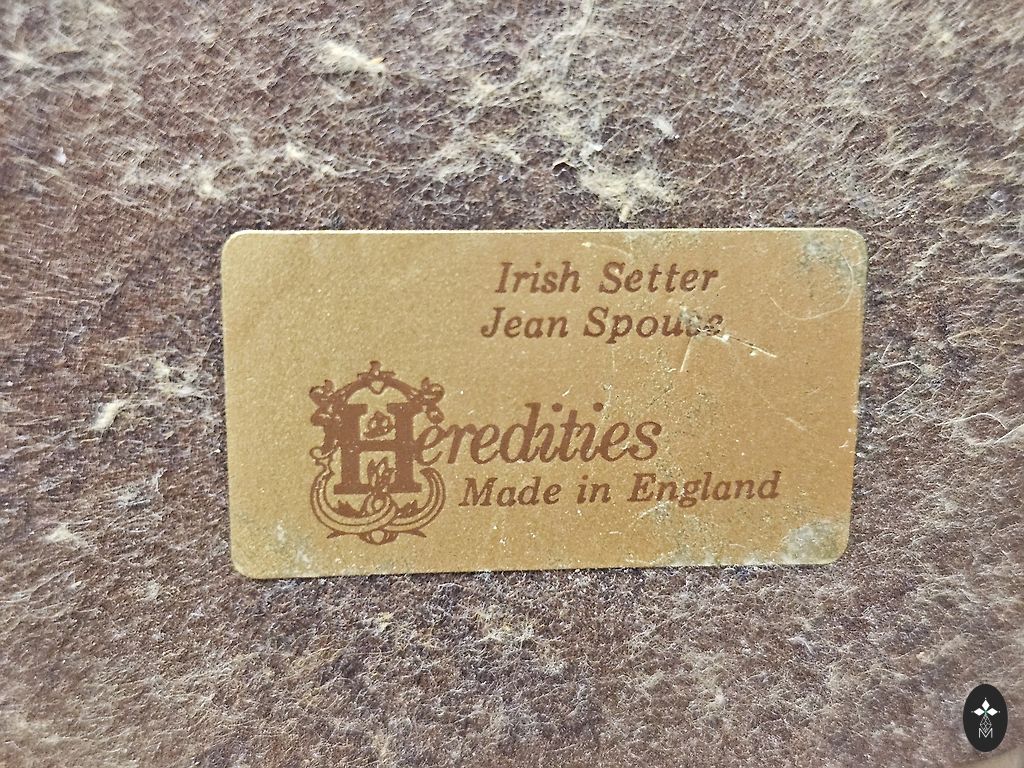 Irish Setter
Jean Spouse
Heredities
Made in England
M